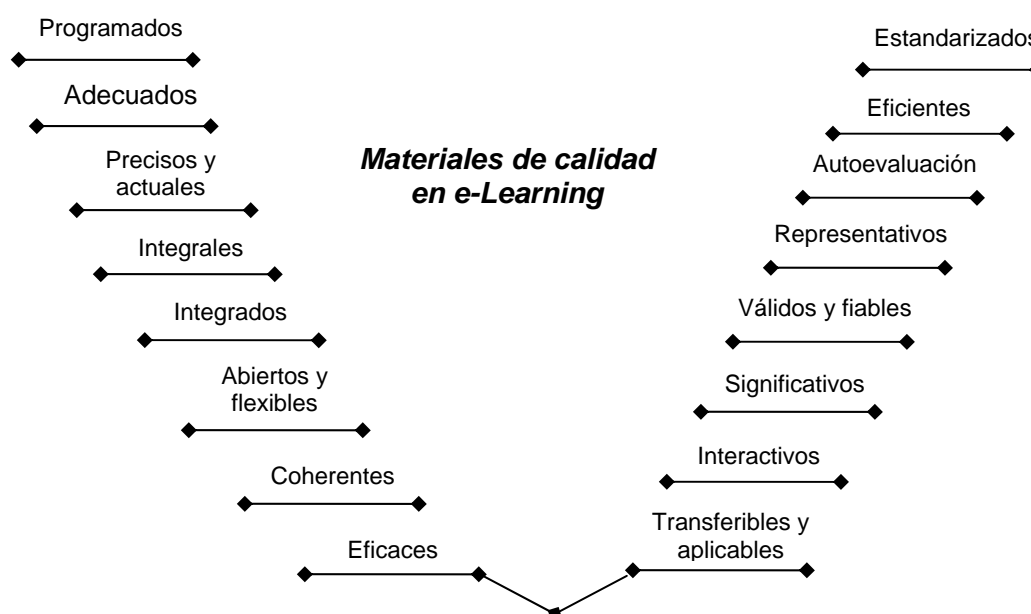 Programados
Adecuados
Precisos y
actuales
Integrales
Integrados
Abiertos y
flexibles
Coherentes
Eficaces
Materiales de calidad
en e-Learning
Estandarizados
Eficientes
Autoevaluación
Representativos
Válidos y fiables
Significativos
Interactivos
Transferibles y
aplicables